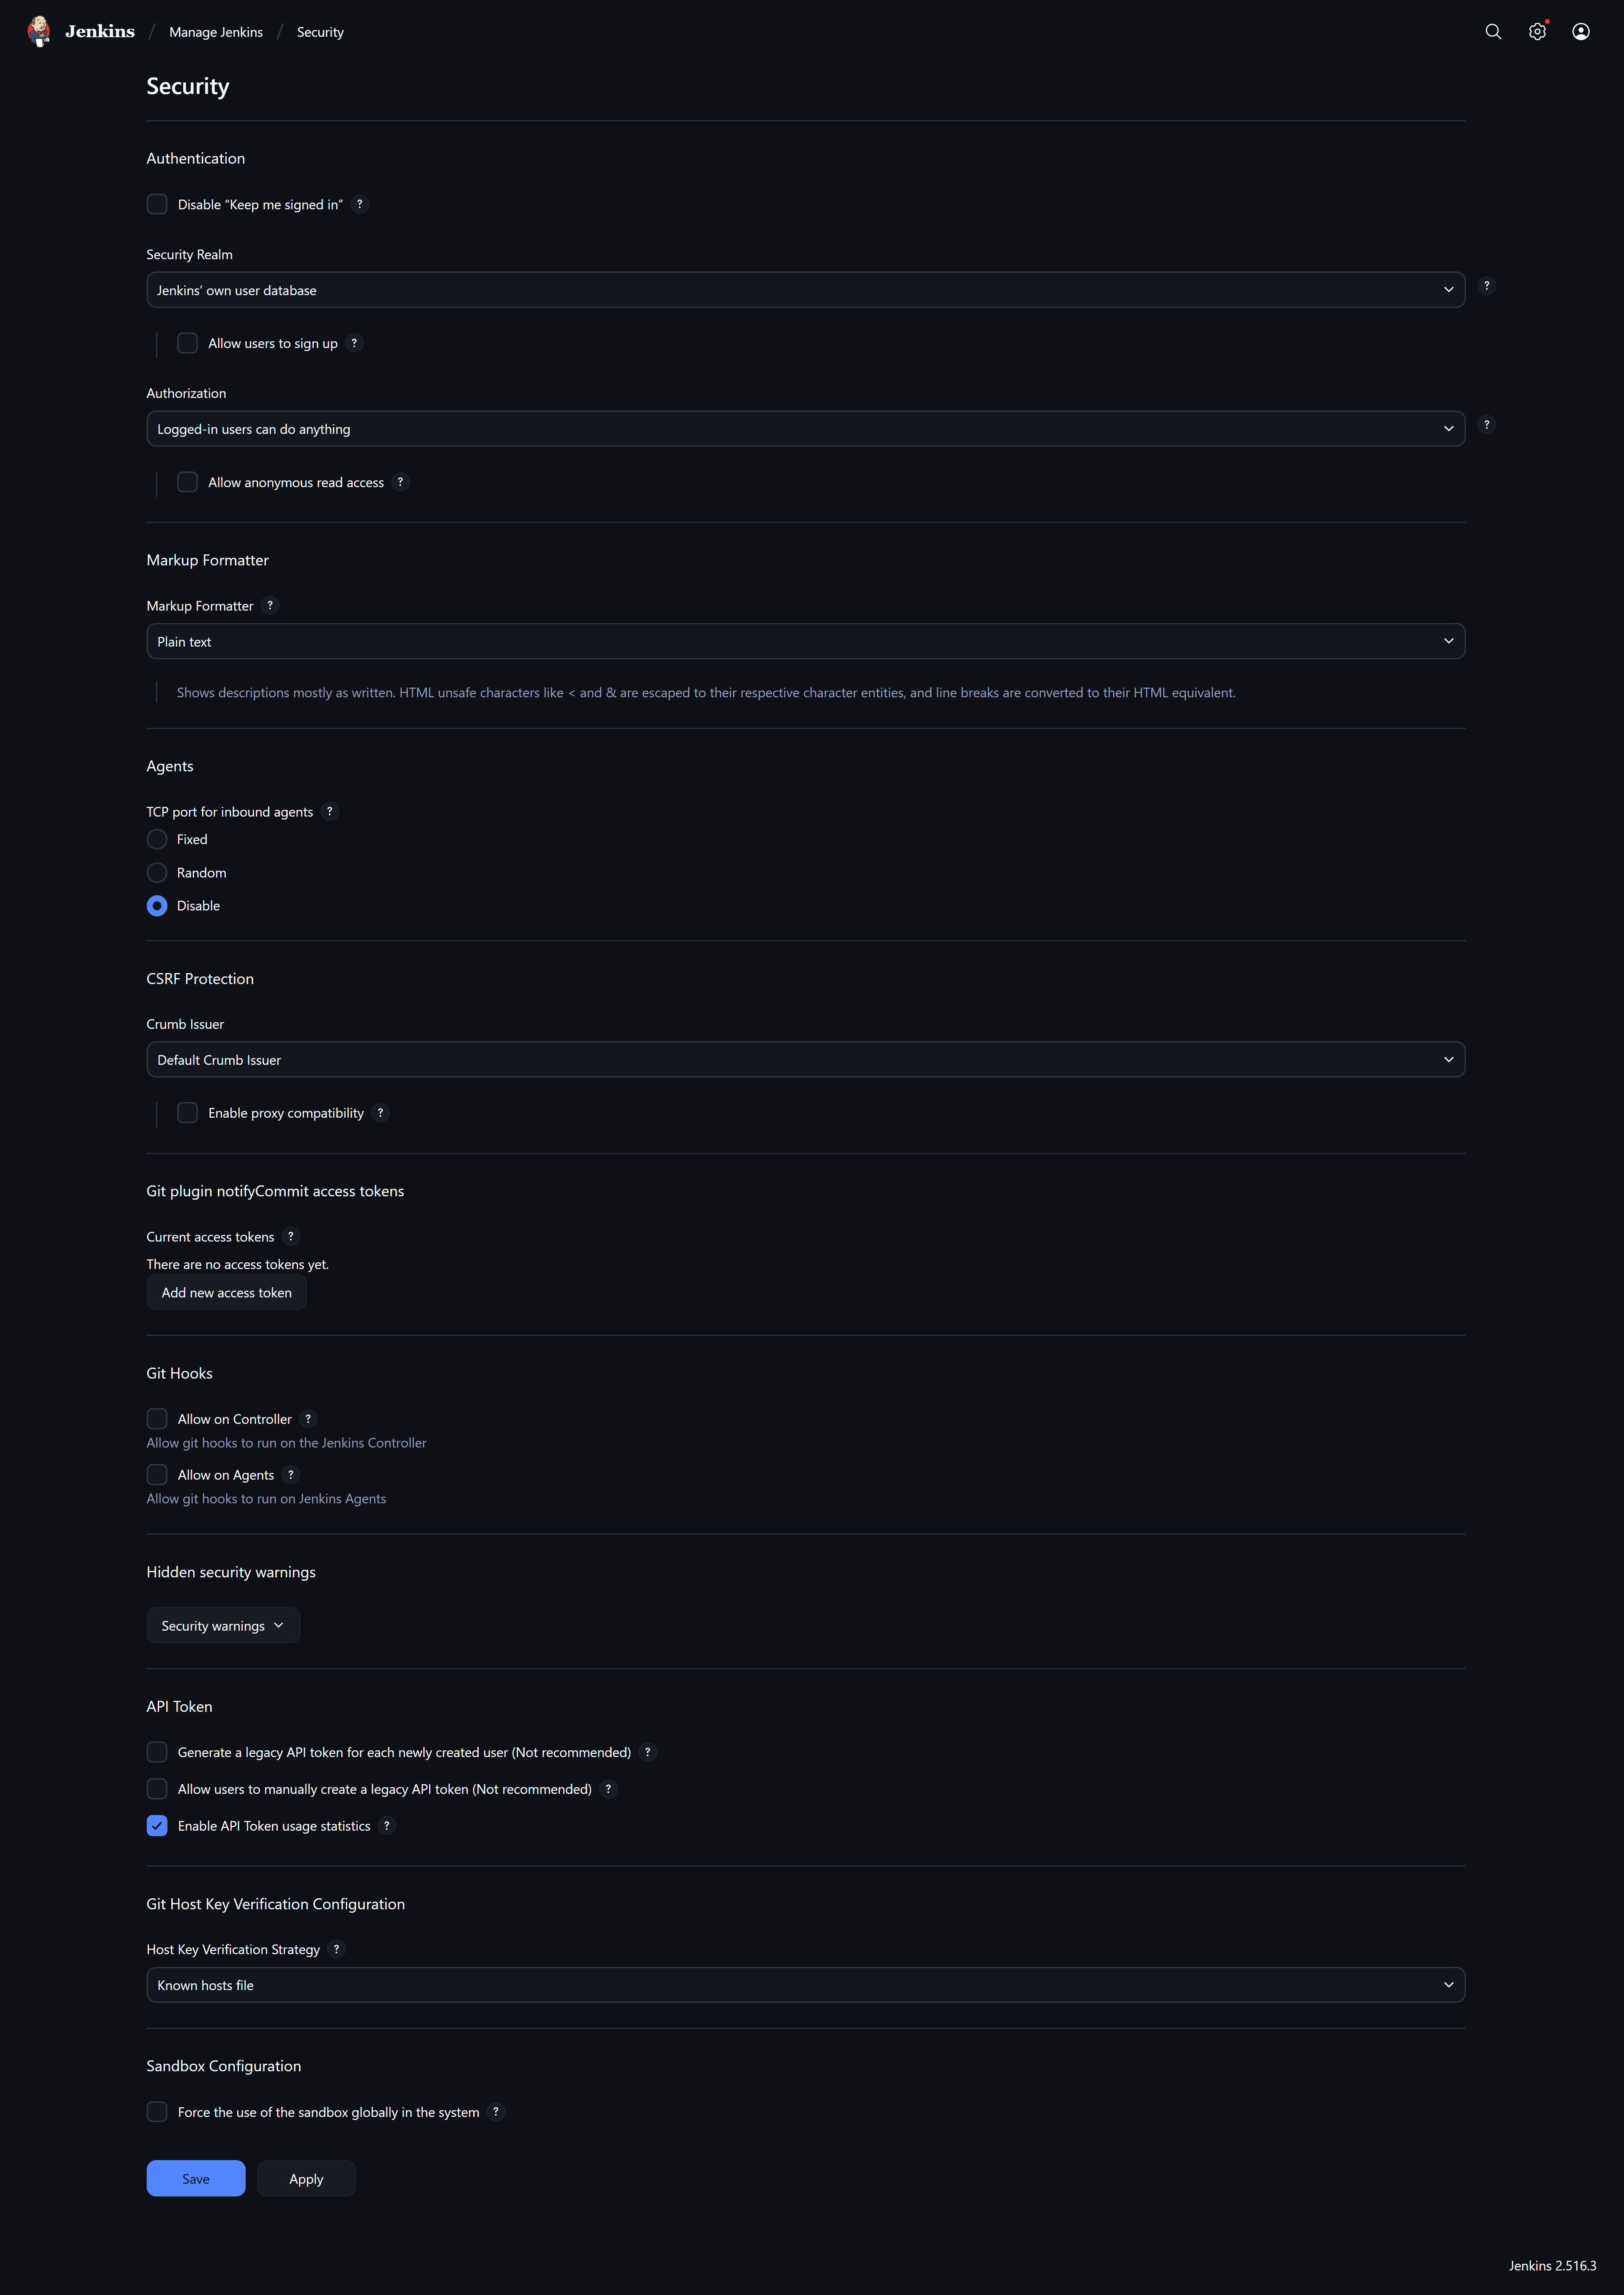 Jenkins / Manage Jenkins / Security
Security
Authentication
Disable “Keep me signed in” ?
Security Realm
Jenkins’ own user database ?
Allow users to sign up ?
Authorization
Logged-in users can do anything ?
Allow anonymous read access ?
Markup Formatter
Markup Formatter ?
Plain text
Shows descriptions mostly as written. HTML unsafe characters like < and & are escaped to their respective character entities, and line breaks are converted to their HTML equivalent.
Agents
TCP port for inbound agents ?
Fixed
Random
Disable
CSRF Protection
Crumb Issuer
Default Crumb Issuer
Enable proxy compatibility ?
Git plugin notifyCommit access tokens
Current access tokens ?
There are no access tokens yet.
Add new access token
Git Hooks
Allow on Controller ?
Allow git hooks to run on the Jenkins Controller
Allow on Agents ?
Allow git hooks to run on Jenkins Agents
Hidden security warnings
Security warnings
API Token
Generate a legacy API token for each newly created user (Not recommended) ?
Allow users to manually create a legacy API token (Not recommended) ?
Enable API Token usage statistics ?
Git Host Key Verification Configuration
Host Key Verification Strategy ?
Known hosts file
Sandbox Configuration
Force the use of the sandbox globally in the system ?
Save Apply
Jenkins 2.516.3